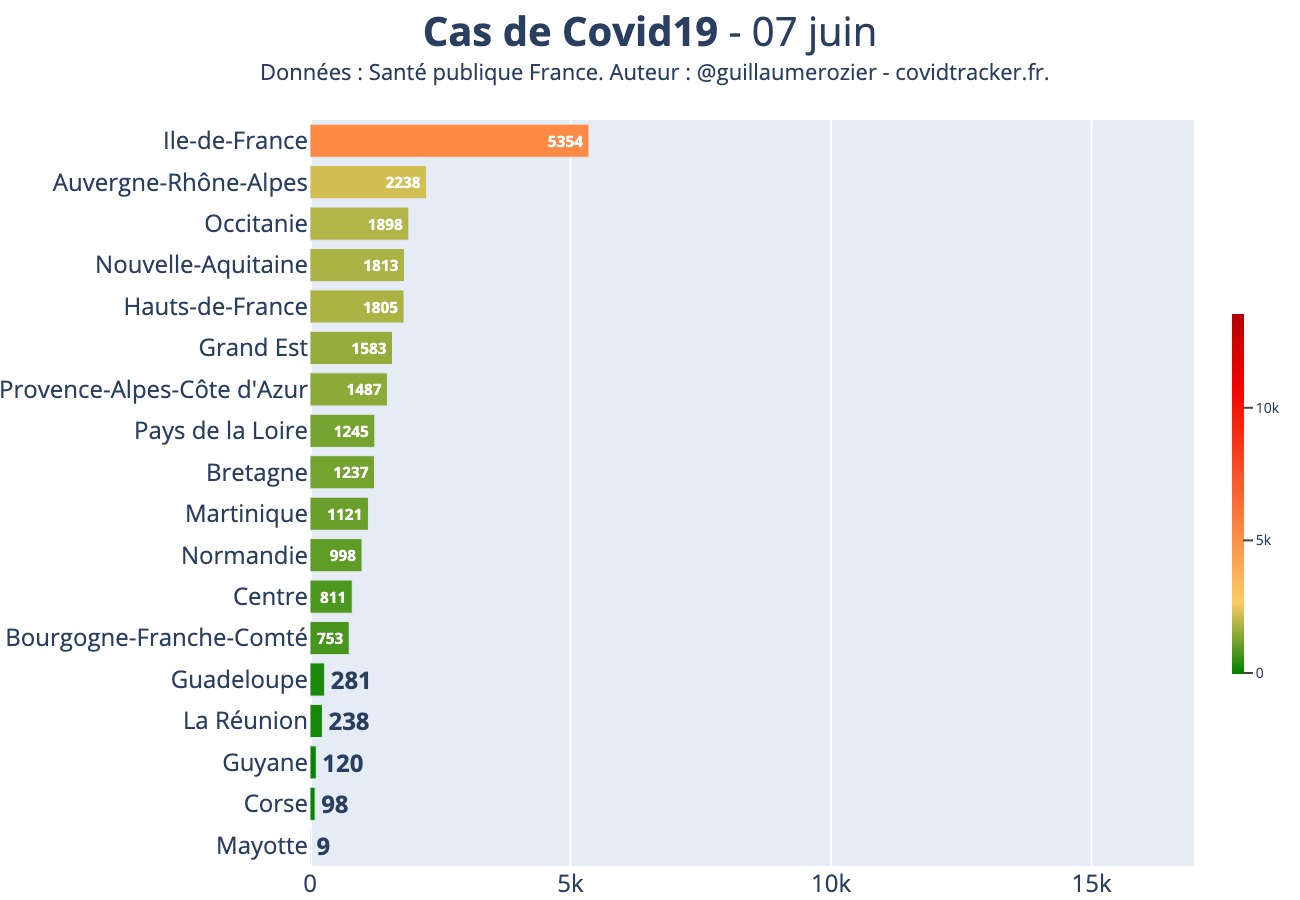 Cas de Covid19 - 07 juin
Données : Santé publique France. Auteur : @guillaumerozier - covidtracker.fr.
Ile-de-France 5354
Auvergne-Rhône-Alpes 2238
Occitanie 1898
Nouvelle-Aquitaine 1813
Hauts-de-France 1805
Grand Est 1583
Provence-Alpes-Côte d'Azur 1487
Pays de la Loire 1245
Bretagne 1237
Martinique 1121
Normandie 998
Centre 811
Bourgogne-Franche-Comté 753
Guadeloupe 281
La Réunion 238
Guyane 120
Corse 98
Mayotte 9
0 5k 10k 15k
10k
5k
0